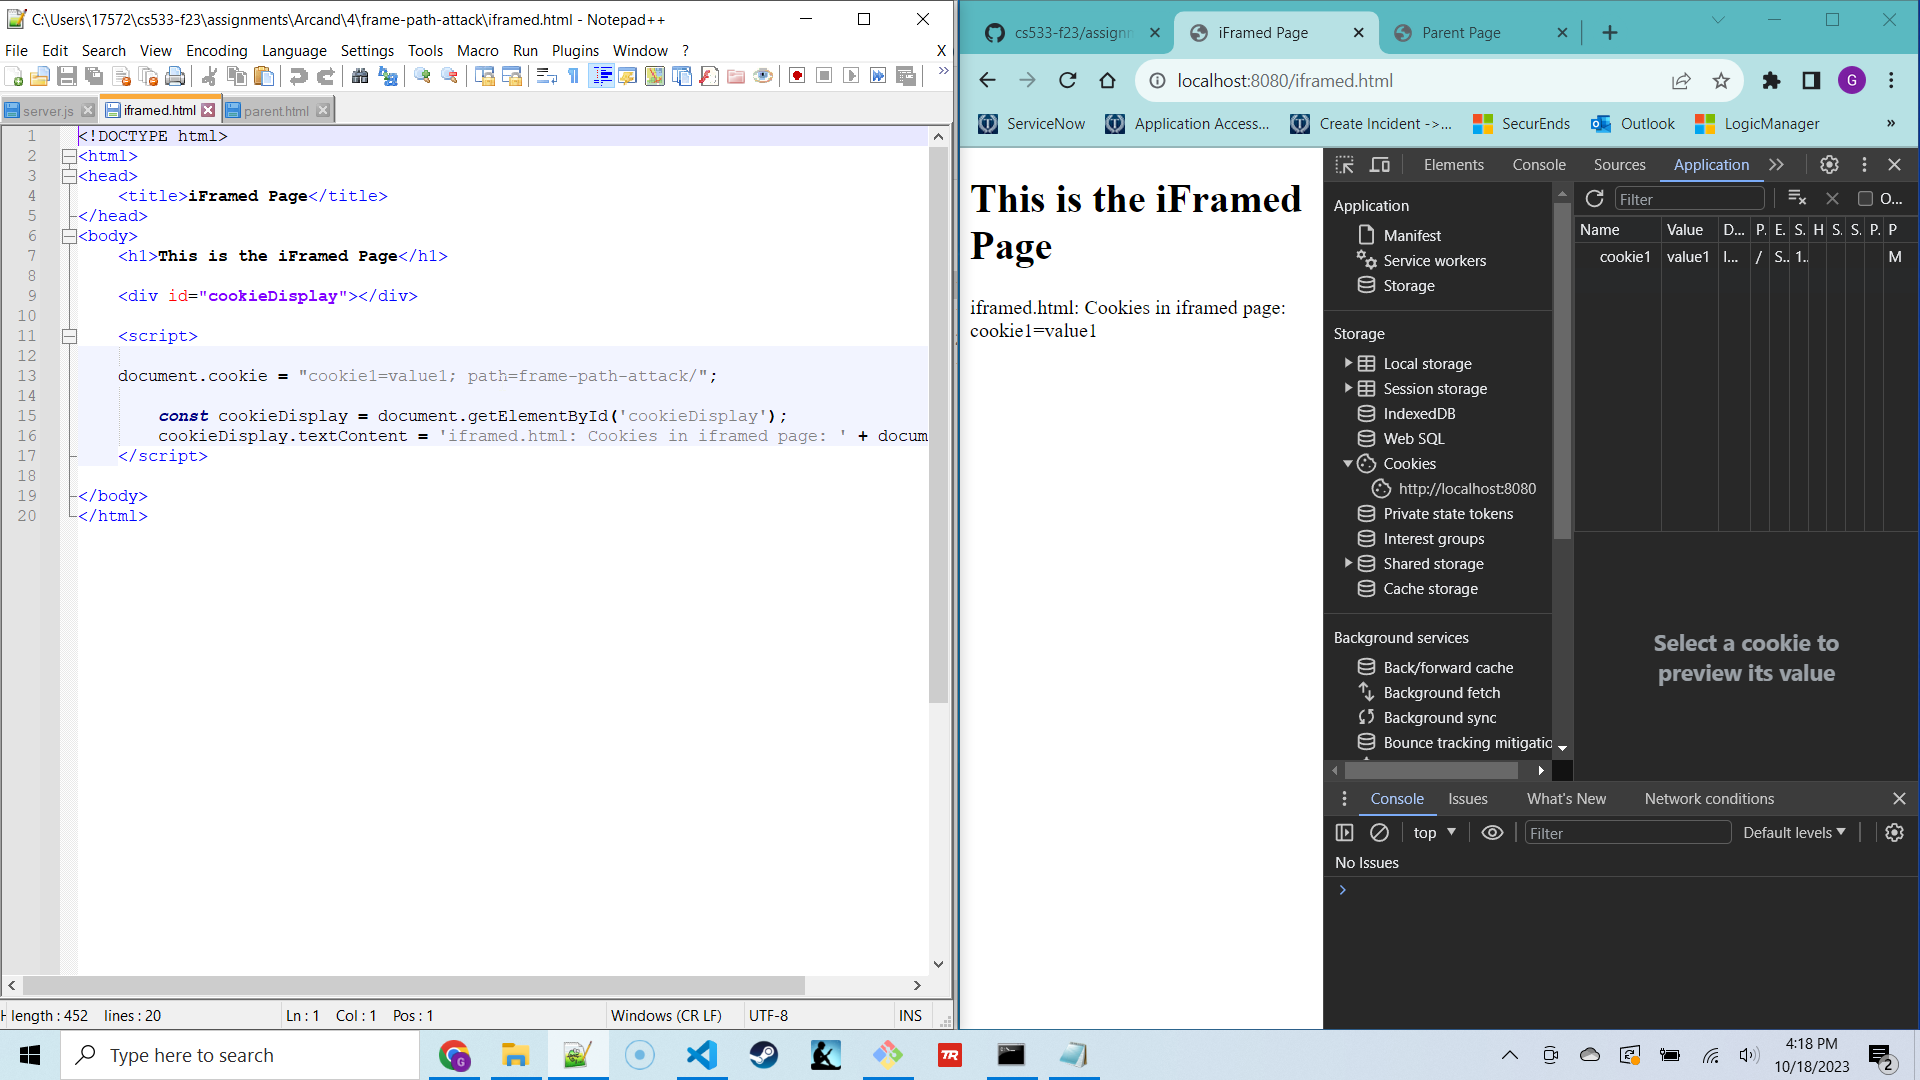 C:\Users\17572\cs533-f23\assignments\Arcand\4\frame-path-attack\iframed.html - Notepad++
File Edit Search View Encoding Language Settings Tools Macro Run Plugins Window ? X
server.js iframed.html parent.html
1 <!DOCTYPE html>
2 <html>
3 <head>
4 <title>iFramed Page</title>
5 </head>
6 <body>
7 <h1>This is the iFramed Page</h1>
8
9 <div id="cookieDisplay"></div>
10
11 <script>
12
13 document.cookie = "cookie1=value1; path=frame-path-attack/";
14
15 const cookieDisplay = document.getElementById('cookieDisplay');
16 cookieDisplay.textContent = 'iframed.html: Cookies in iframed page: ' + docum
17 </script>
18
19 </body>
20 </html>
length : 452 lines : 20 Ln : 1 Col : 1 Pos : 1 Windows (CR LF) UTF-8 INS
cs533-f23/assignm iFramed Page Parent Page
localhost:8080/iframed.html G
ServiceNow Application Access... Create Incident ->... SecurEnds Outlook LogicManager »
This is the iFramed
Page
iframed.html: Cookies in iframed page:
cookie1=value1
Elements Console Sources Application
Application
Manifest
Service workers
Storage
Storage
Local storage
Session storage
IndexedDB
Web SQL
Cookies
http://localhost:8080
Private state tokens
Interest groups
Shared storage
Cache storage
Background services
Back/forward cache
Background fetch
Background sync
Bounce tracking mitigatio
Filter O...
Name Value D... P. E. S. H S. S. P. P
cookie1 value1 l... / S.. 1.. M
Select a cookie to
preview its value
Console Issues What's New Network conditions
top Filter Default levels
No Issues
Type here to search
G
TR
4:18 PM
10/18/2023
2